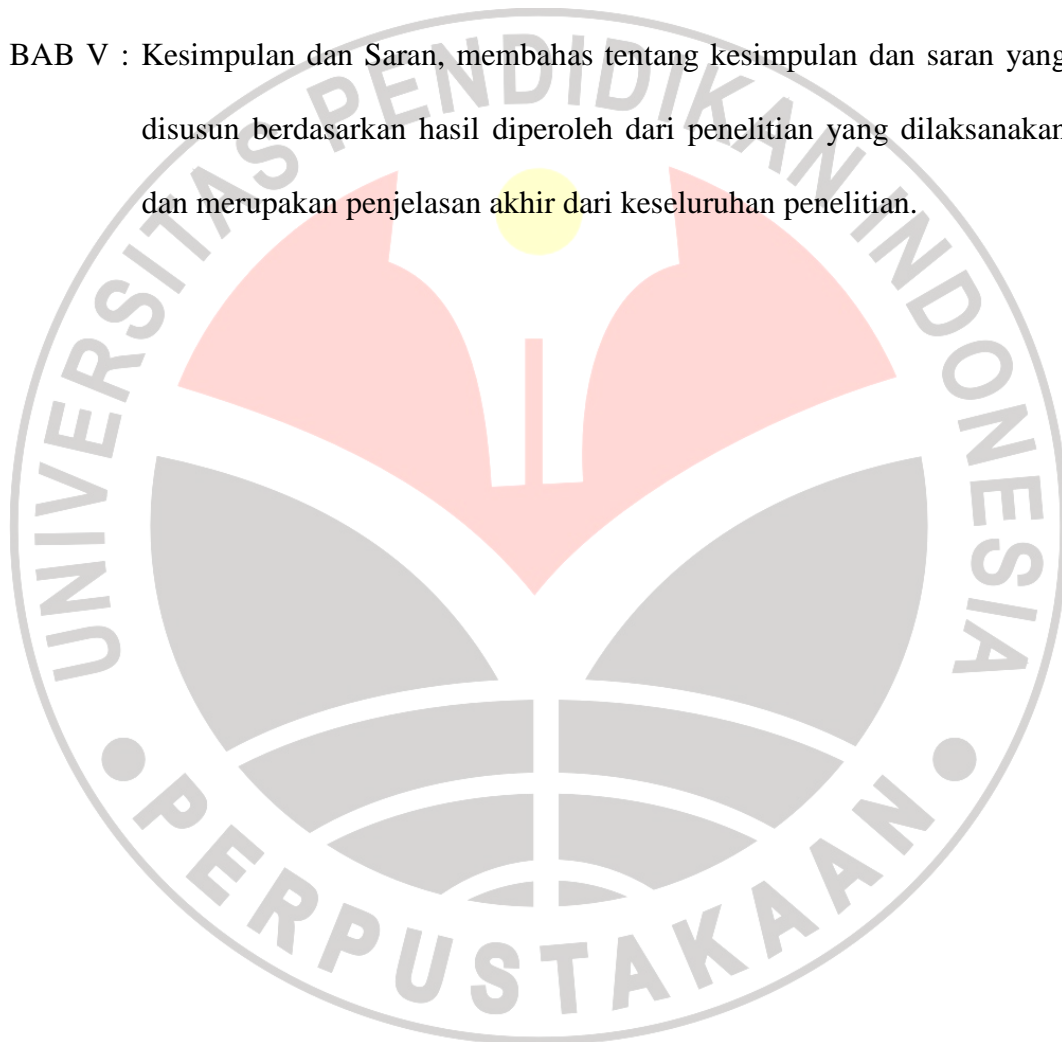 BAB V : Kesimpulan dan Saran, membahas tentang kesimpulan dan saran yang
disusun berdasarkan hasil diperoleh dari penelitian yang dilaksanakan
dan merupakan penjelasan akhir dari keseluruhan penelitian.
UNIVERSITAS PENDIDIKAN INDONESIA
PERPUSTAKAAN